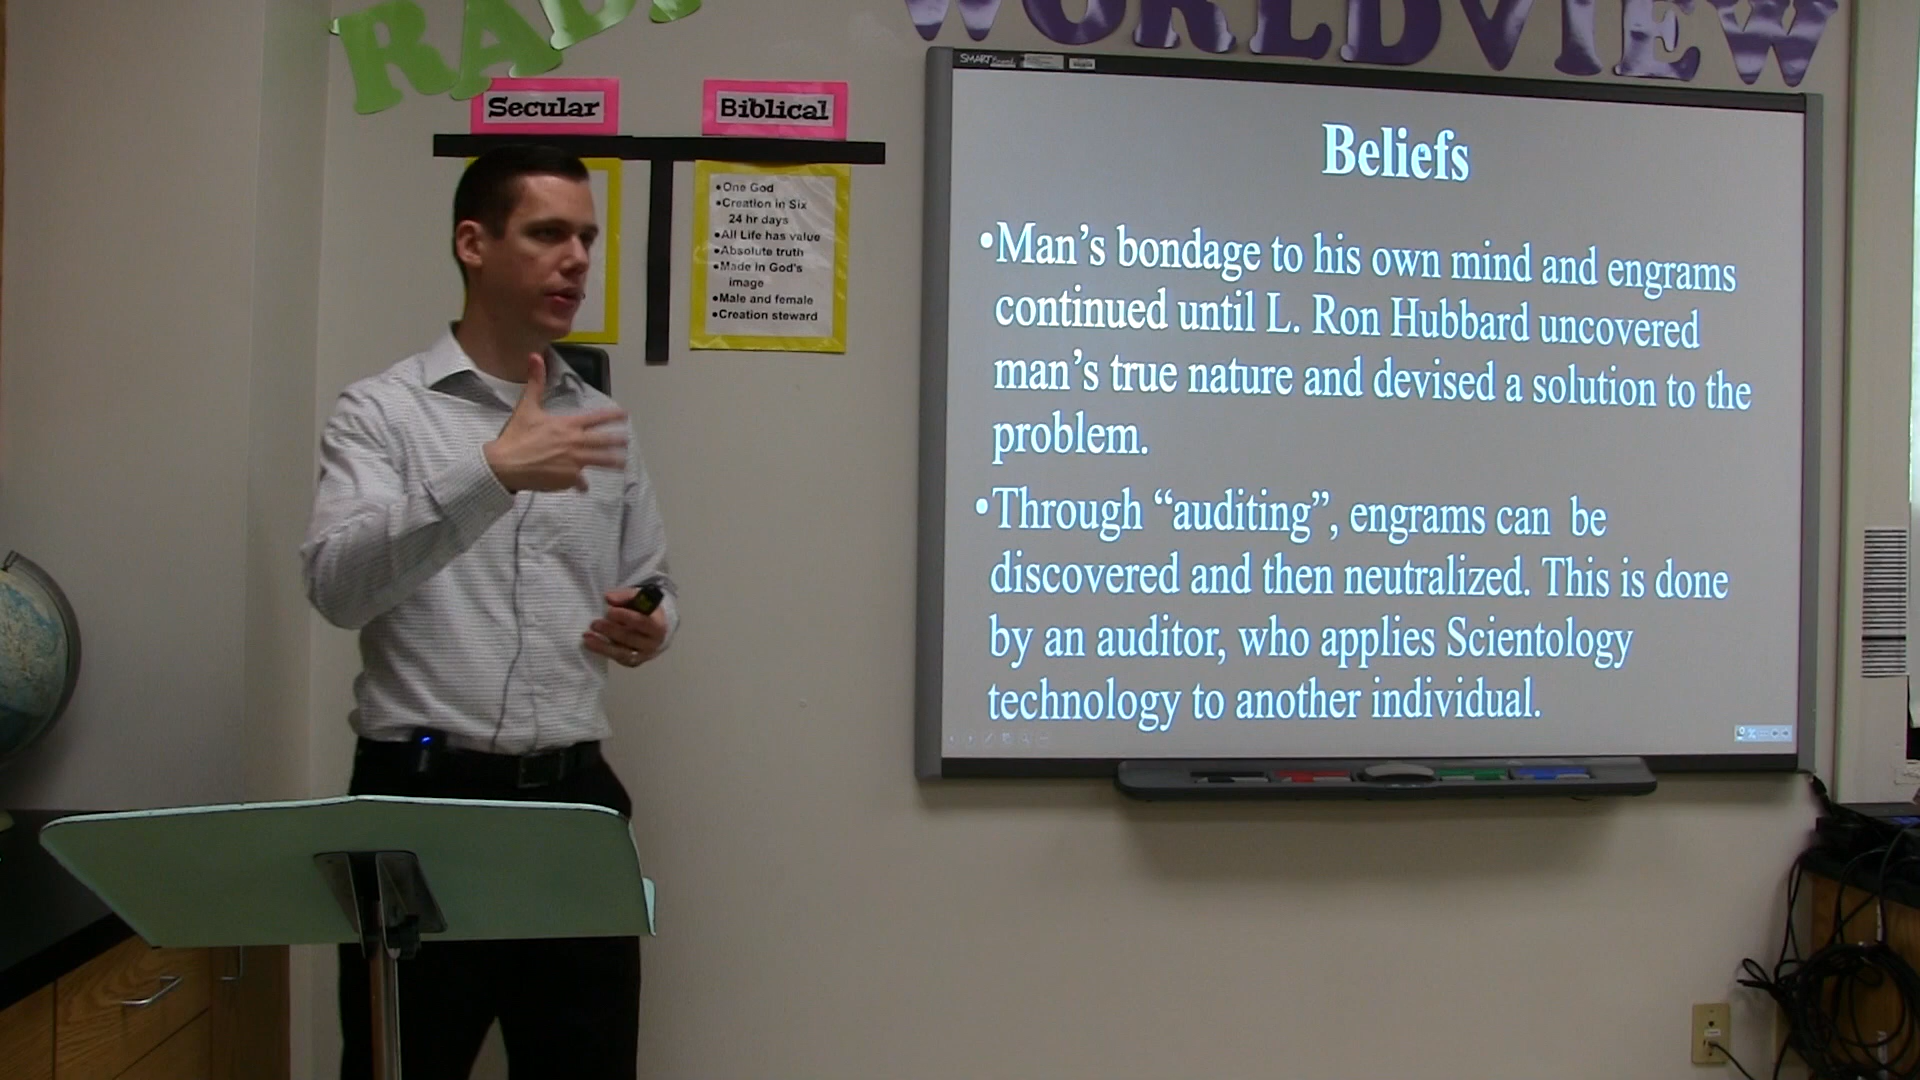 RAD
WORLDVIEW
Secular
Biblical
•One God
•Creation in Six
24 hr days
•All Life has value
•Absolute truth
•Made in God's
image
•Male and female
•Creation steward
SMART
Beliefs
•Man’s bondage to his own mind and engrams
continued until L. Ron Hubbard uncovered
man’s true nature and devised a solution to the
problem.
•Through “auditing”, engrams can be
discovered and then neutralized. This is done
by an auditor, who applies Scientology
technology to another individual.